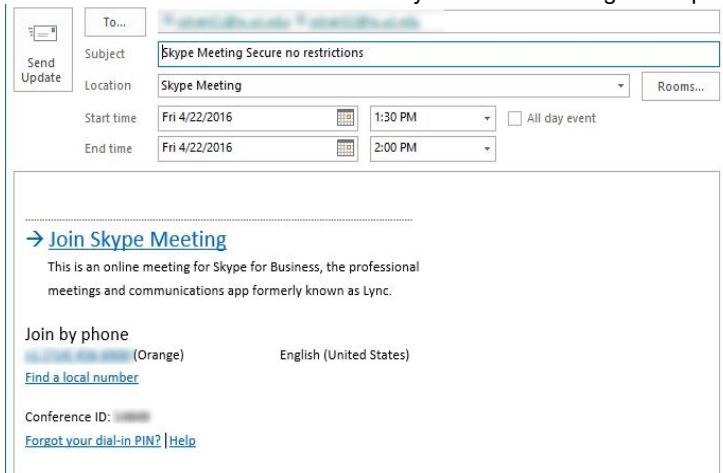 To...
Send
Update
Subject Skype Meeting Secure no restrictions
Location Skype Meeting Rooms...
Start time Fri 4/22/2016 1:30 PM All day event
End time Fri 4/22/2016 2:00 PM
→ Join Skype Meeting
This is an online meeting for Skype for Business, the professional
meetings and communications app formerly known as Lync.
Join by phone
(Orange) English (United States)
Find a local number
Conference ID:
Forgot your dial-in PIN? | Help